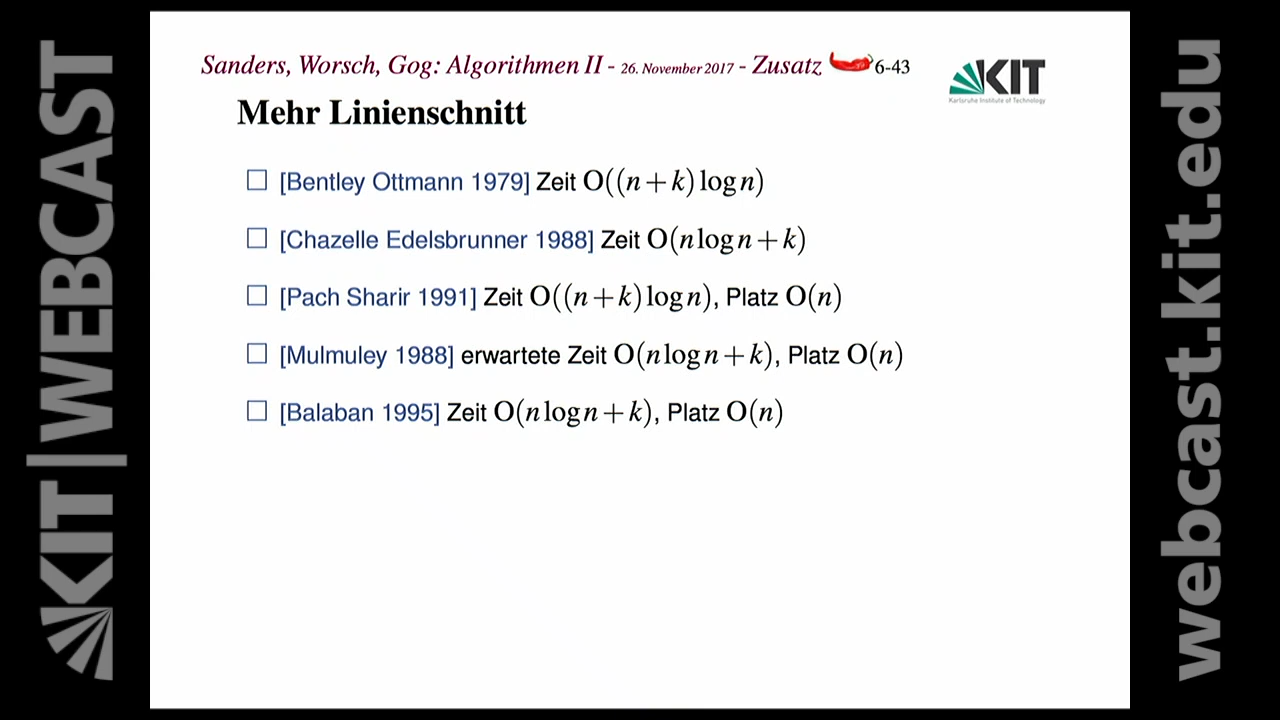 KIT|WEBCAST
Sanders, Worsch, Gog: Algorithmen II - 26. November 2017 - Zusatz 6-43
KIT
Karlsruhe Institute of Technology
Mehr Linienschnitt
[Bentley Ottmann 1979] Zeit O((n+k) log n)
[Chazelle Edelsbrunner 1988] Zeit O(n log n+k)
[Pach Sharir 1991] Zeit O((n+k) log n), Platz O(n)
[Mulmuley 1988] erwartete Zeit O(n log n+k), Platz O(n)
[Balaban 1995] Zeit O(n log n+k), Platz O(n)
webcast.kit.edu